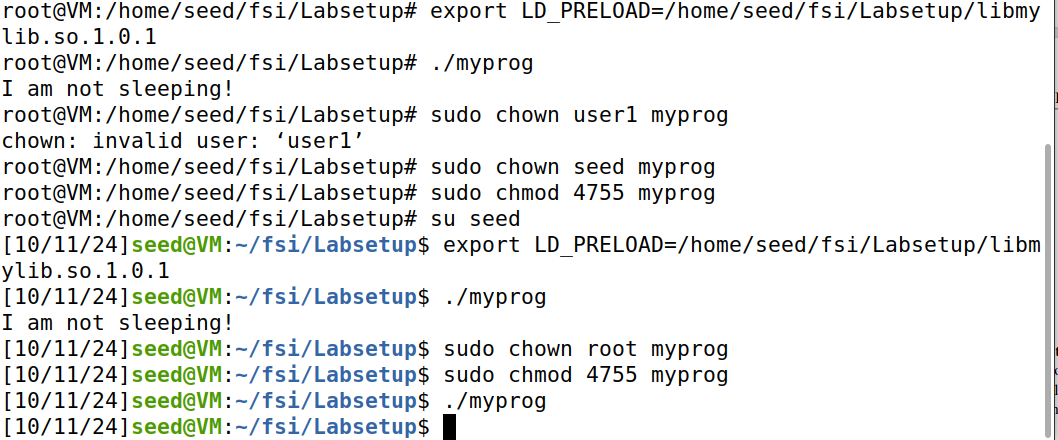 root@VM:/home/seed/fsi/Labsetup# export LD_PRELOAD=/home/seed/fsi/Labsetup/libmy
lib.so.1.0.1
root@VM:/home/seed/fsi/Labsetup# ./myprog
I am not sleeping!
root@VM:/home/seed/fsi/Labsetup# sudo chown user1 myprog
chown: invalid user: ‘user1’
root@VM:/home/seed/fsi/Labsetup# sudo chown seed myprog
root@VM:/home/seed/fsi/Labsetup# sudo chmod 4755 myprog
root@VM:/home/seed/fsi/Labsetup# su seed
[10/11/24]seed@VM:~/fsi/Labsetup$ export LD_PRELOAD=/home/seed/fsi/Labsetup/libm
ylib.so.1.0.1
[10/11/24]seed@VM:~/fsi/Labsetup$ ./myprog
I am not sleeping!
[10/11/24]seed@VM:~/fsi/Labsetup$ sudo chown root myprog
[10/11/24]seed@VM:~/fsi/Labsetup$ sudo chmod 4755 myprog
[10/11/24]seed@VM:~/fsi/Labsetup$ ./myprog
[10/11/24]seed@VM:~/fsi/Labsetup$